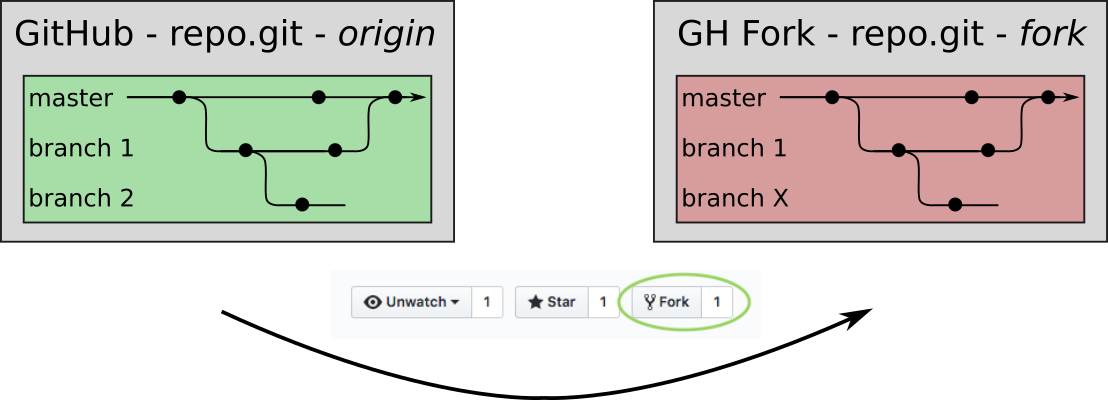 GitHub - repo.git - origin
master
branch 1
branch 2
GH Fork - repo.git - fork
master
branch 1
branch X
Unwatch 1 Star 1 Fork 1